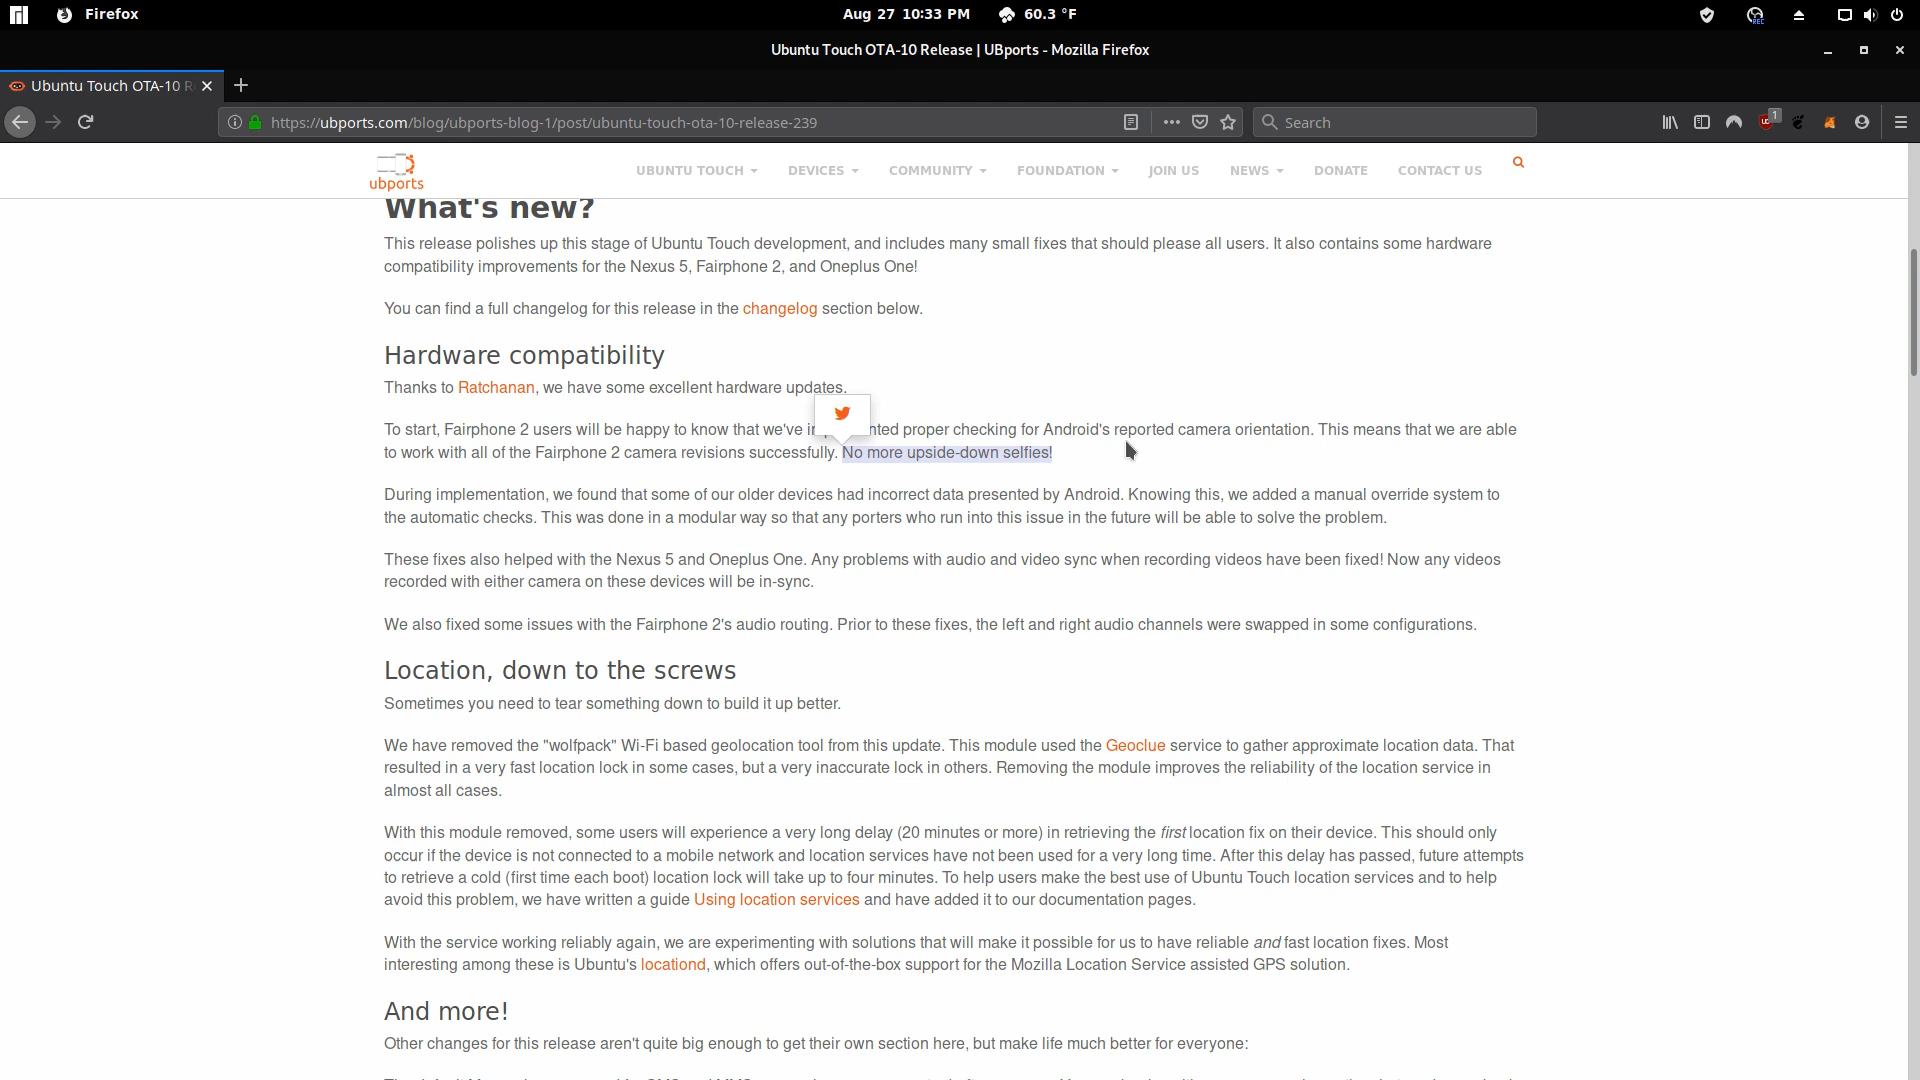 Firefox
Aug 27 10:33 PM
60.3 °F
REC
Ubuntu Touch OTA-10 Release | UBports - Mozilla Firefox
Ubuntu Touch OTA-10 R
https://ubports.com/blog/ubports-blog-1/post/ubuntu-touch-ota-10-release-239
Search
1
ubports
UBUNTU TOUCH
DEVICES
COMMUNITY
FOUNDATION
JOIN US
NEWS
DONATE
CONTACT US
What's new?
This release polishes up this stage of Ubuntu Touch development, and includes many small fixes that should please all users. It also contains some hardware
compatibility improvements for the Nexus 5, Fairphone 2, and Oneplus One!
You can find a full changelog for this release in the changelog section below.
Hardware compatibility
Thanks to Ratchanan, we have some excellent hardware updates.
To start, Fairphone 2 users will be happy to know that we've i nted proper checking for Android's reported camera orientation. This means that we are able
to work with all of the Fairphone 2 camera revisions successfully. No more upside-down selfies!
During implementation, we found that some of our older devices had incorrect data presented by Android. Knowing this, we added a manual override system to
the automatic checks. This was done in a modular way so that any porters who run into this issue in the future will be able to solve the problem.
These fixes also helped with the Nexus 5 and Oneplus One. Any problems with audio and video sync when recording videos have been fixed! Now any videos
recorded with either camera on these devices will be in-sync.
We also fixed some issues with the Fairphone 2's audio routing. Prior to these fixes, the left and right audio channels were swapped in some configurations.
Location, down to the screws
Sometimes you need to tear something down to build it up better.
We have removed the "wolfpack" Wi-Fi based geolocation tool from this update. This module used the Geoclue service to gather approximate location data. That
resulted in a very fast location lock in some cases, but a very inaccurate lock in others. Removing the module improves the reliability of the location service in
almost all cases.
With this module removed, some users will experience a very long delay (20 minutes or more) in retrieving the first location fix on their device. This should only
occur if the device is not connected to a mobile network and location services have not been used for a very long time. After this delay has passed, future attempts
to retrieve a cold (first time each boot) location lock will take up to four minutes. To help users make the best use of Ubuntu Touch location services and to help
avoid this problem, we have written a guide Using location services and have added it to our documentation pages.
With the service working reliably again, we are experimenting with solutions that will make it possible for us to have reliable and fast location fixes. Most
interesting among these is Ubuntu's locationd, which offers out-of-the-box support for the Mozilla Location Service assisted GPS solution.
And more!
Other changes for this release aren't quite big enough to get their own section here, but make life much better for everyone: